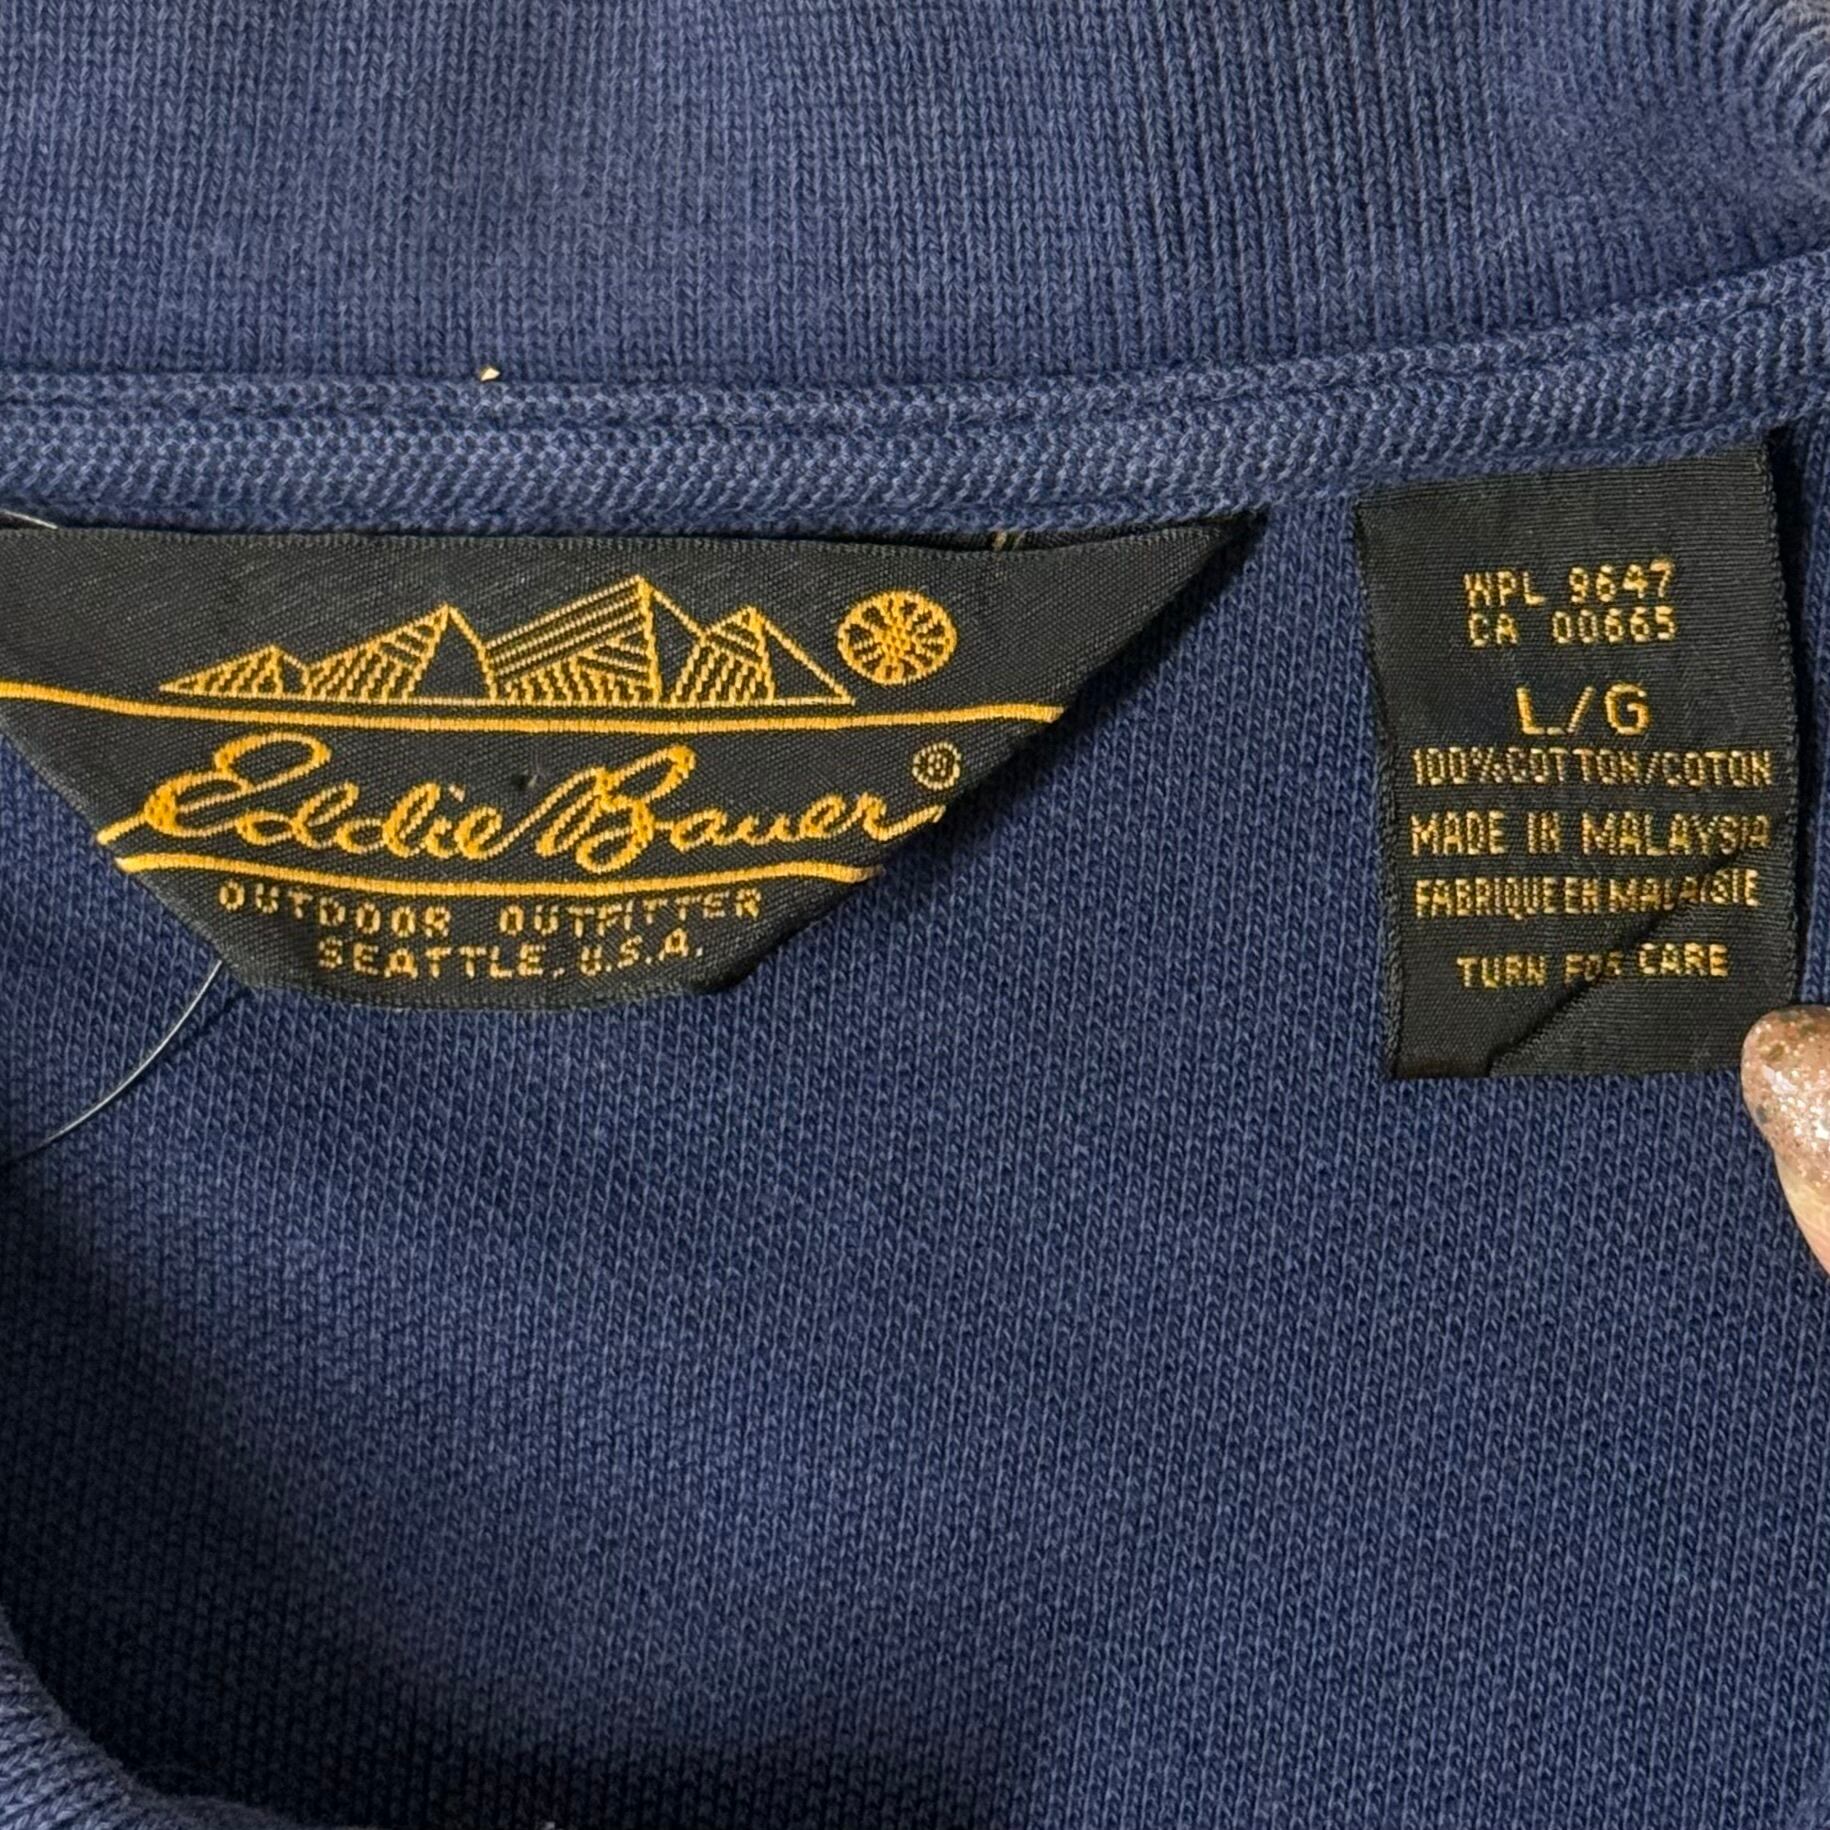 Eddie Bauer®
OUTDOOR OUTFITTER
SEATTLE, U.S.A.
WPL 9647
CA 00665
L/G
100%COTTON/COTON
MADE IN MALAYSIA
FABRIQUE EN MALAISIE
TURN FOR CARE